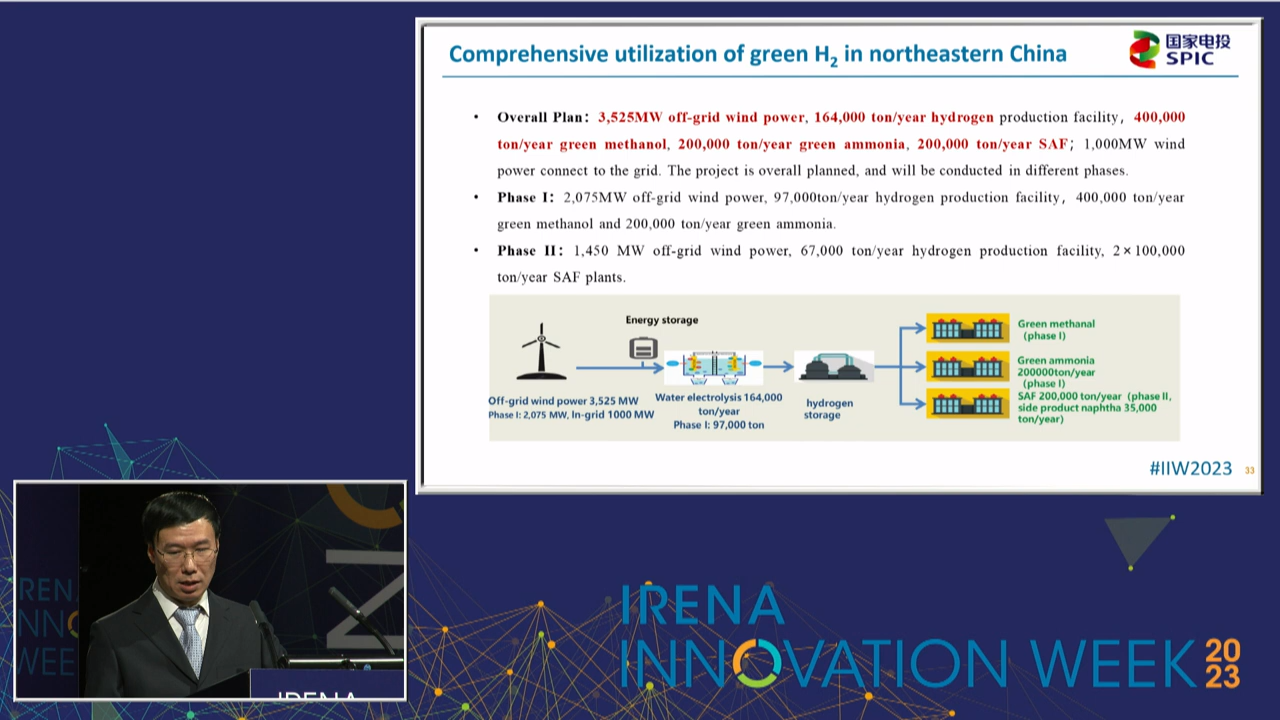 Comprehensive utilization of green H₂ in northeastern China
国家电投
SPIC
• Overall Plan: 3,525MW off-grid wind power, 164,000 ton/year hydrogen production facility, 400,000
ton/year green methanol, 200,000 ton/year green ammonia, 200,000 ton/year SAF; 1,000MW wind
power connect to the grid. The project is overall planned, and will be conducted in different phases.
• Phase I: 2,075MW off-grid wind power, 97,000ton/year hydrogen production facility, 400,000 ton/year
green methanol and 200,000 ton/year green ammonia.
• Phase II: 1,450 MW off-grid wind power, 67,000 ton/year hydrogen production facility, 2×100,000
ton/year SAF plants.
Energy storage
Off-grid wind power 3,525 MW
Phase I: 2,075 MW, In-grid 1000 MW
Water electrolysis 164,000
ton/year
Phase I: 97,000 ton
hydrogen
storage
Green methanal
(phase I)
Green ammonia
200000ton/year
(phase I)
SAF 200,000 ton/year (phase II,
side product naphtha 35,000
ton/year)
#IIW2023
33
IRENA
INNOVATION WEEK
20
23
IRENA